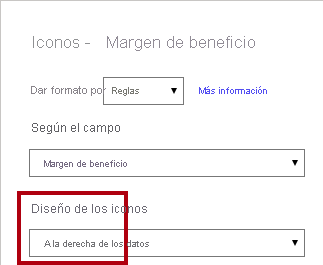 Iconos - Margen de beneficio
Dar formato por Reglas Más información
Según el campo
Margen de beneficio
Diseño de los iconos
A la derecha de los datos